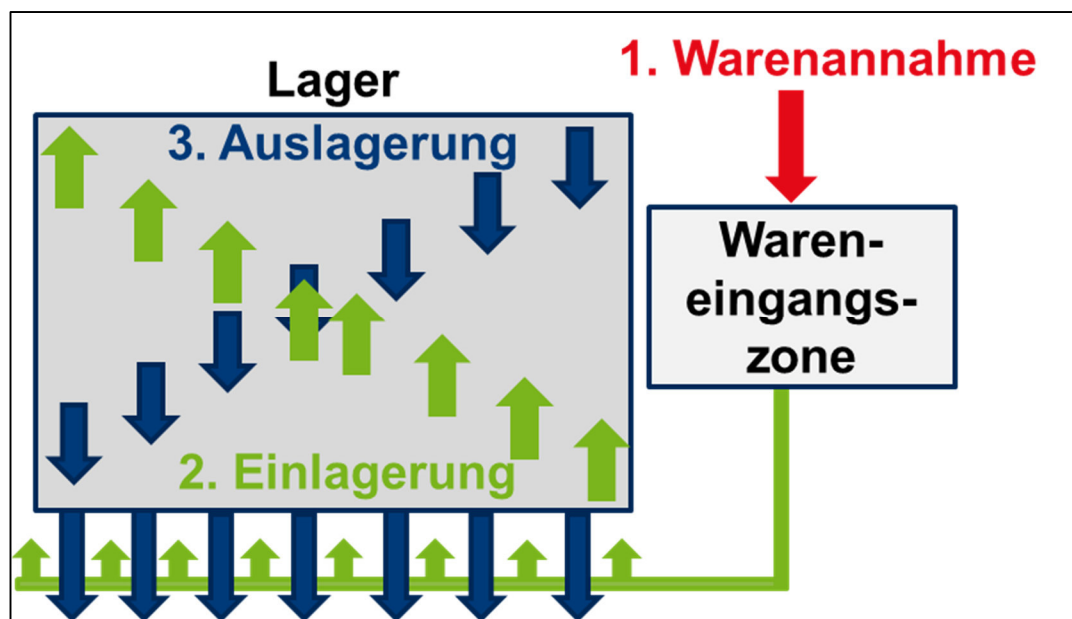 1. Warenannahme
Lager
3. Auslagerung
Waren-
eingangs-
zone
2. Einlagerung